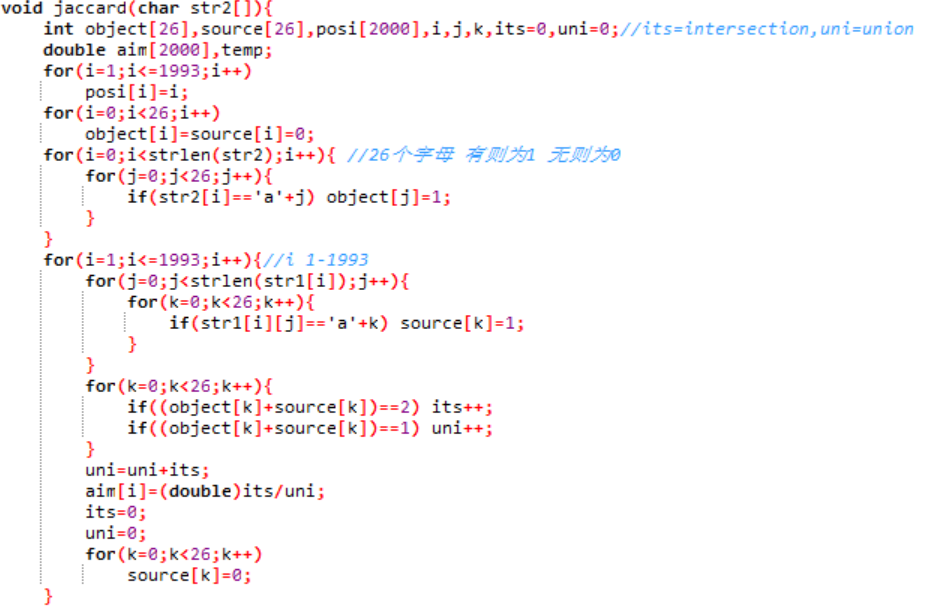 void jaccard(char str2[]){
    int object[26],source[26],posi[2000],i,j,k,its=0,uni=0;//its=intersection,uni=union
    double aim[2000],temp;
    for(i=1;i<=1993;i++)
        posi[i]=i;
    for(i=0;i<26;i++)
        object[i]=source[i]=0;
    for(i=0;i<strlen(str2);i++){ //26个字母 有则为1 无则为0
        for(j=0;j<26;j++){
            if(str2[i]=='a'+j) object[j]=1;
        }
    }
    for(i=1;i<=1993;i++){//i 1-1993
        for(j=0;j<strlen(str1[i]);j++){
            for(k=0;k<26;k++){
                if(str1[i][j]=='a'+k) source[k]=1;
            }
        }
        for(k=0;k<26;k++){
            if((object[k]+source[k])==2) its++;
            if((object[k]+source[k])==1) uni++;
        }
        uni=uni+its;
        aim[i]=(double)its/uni;
        its=0;
        uni=0;
        for(k=0;k<26;k++)
            source[k]=0;
    }